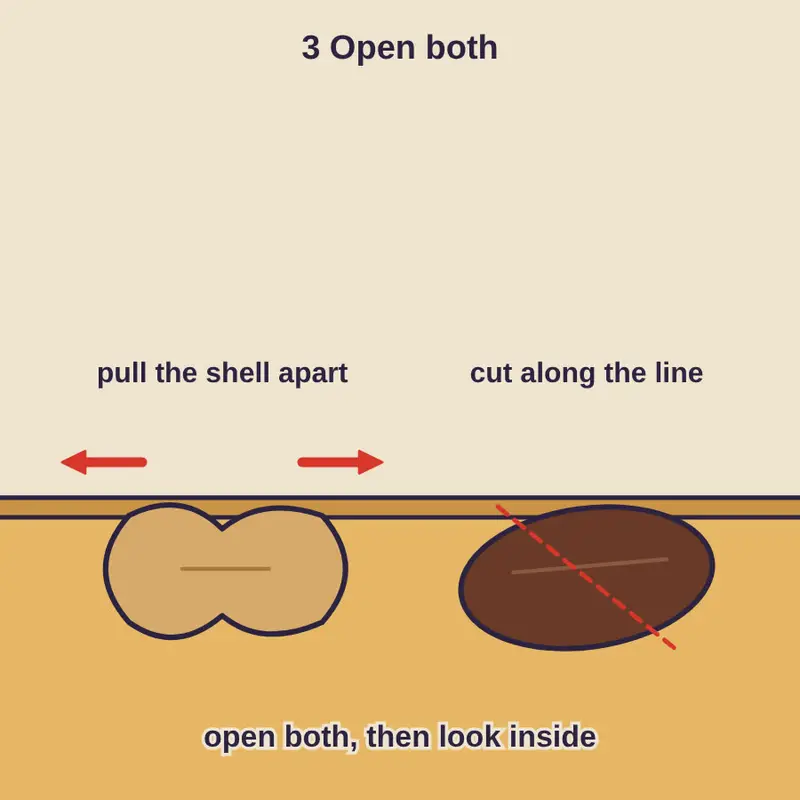 3 Open both
pull the shell apart
cut along the line
open both, then look inside